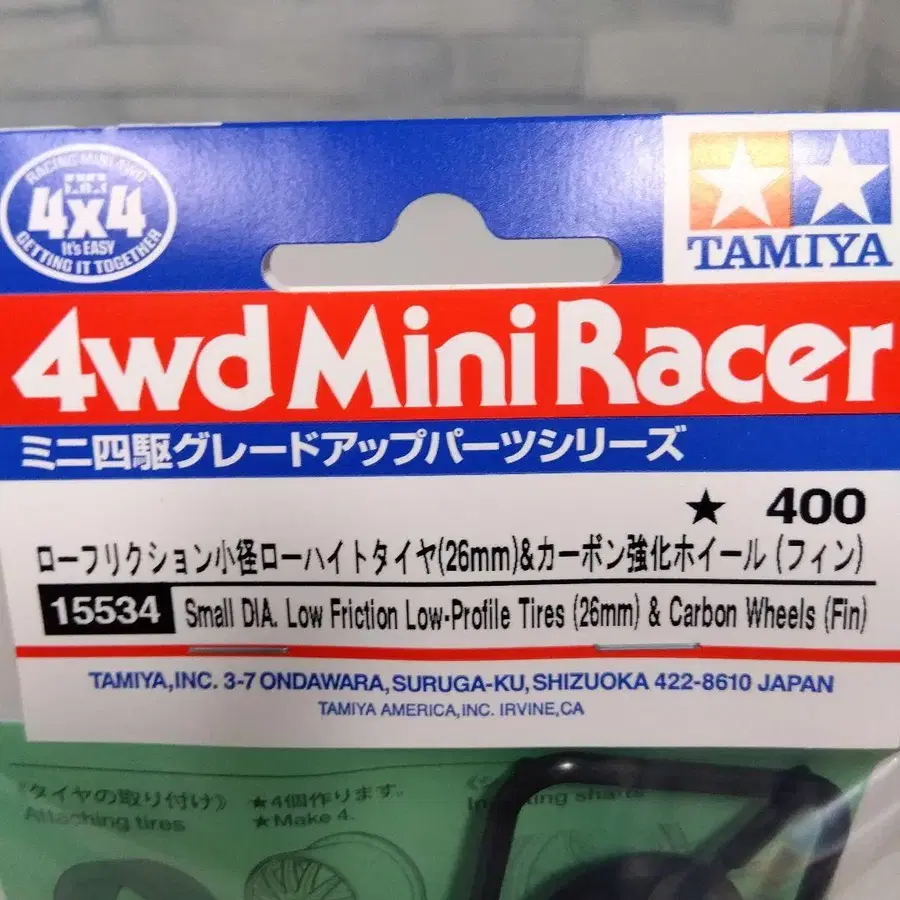 RACING MINI 4WD
4x4
It's EASY
GETTING IT TOGETHER
TAMIYA
4wd Mini Racer
ミニ四駆グレードアップパーツシリーズ
★ 400
ローフリクション小径ローハイトタイヤ(26mm)&カーボン強化ホイール (フィン)
15534 Small DIA. Low Friction Low-Profile Tires (26mm) & Carbon Wheels (Fin)
TAMIYA,INC. 3-7 ONDAWARA,SURUGA-KU,SHIZUOKA 422-8610 JAPAN
TAMIYA AMERICA,INC. IRVINE,CA
《タイヤの取り付け》 ★4個作ります。
Attaching tires ★Make 4.